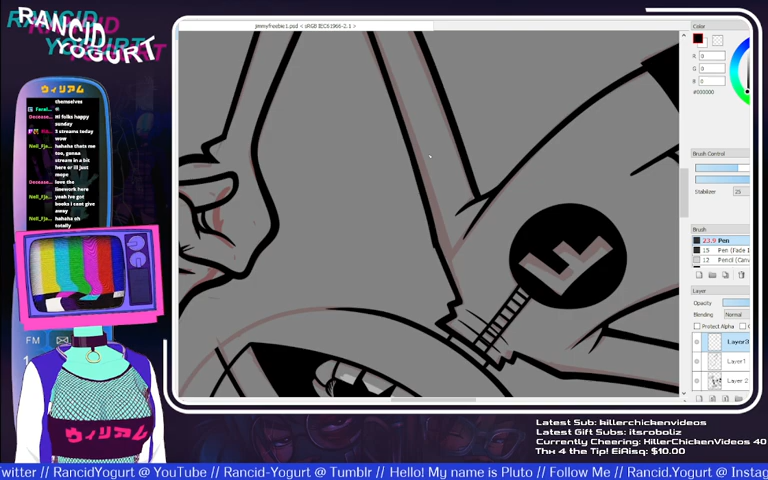 RANCID
YOGURT
jimmyfreebie1.psd < sRGB IEC61966-2.1 >
ウィリアム
themselves
Hi folks happy
sunday
3 streams today
wow
hahaha thats me
too, gonna
stream in a bit
here or ill just
mope
love the
linework here
yeah ive got
books i cant give
away
hahaha oh
totally
FM
ウィリアム
F
Color
R 0
G 0
B 0
#000000
Brush Control
Stabilizer
Brush
23.9 Pen
15 Pen (Fade
12 Pencil (Canv
Layer
Opacity
Blending Normal
Protect Alpha
Layer3
Layer1
Layer 2
Latest Sub: killerchickenvideos
Latest Gift Subs: itsroboliz
Currently Cheering: KillerChickenVideos 40
Thx 4 the Tip! EiAisq: $10.00
Twitter // RancidYogurt @ YouTube // Rancid-Yogurt @ Tumblr // Hello! My name is Pluto // Follow Me // Rancid.Yogurt @ Instag